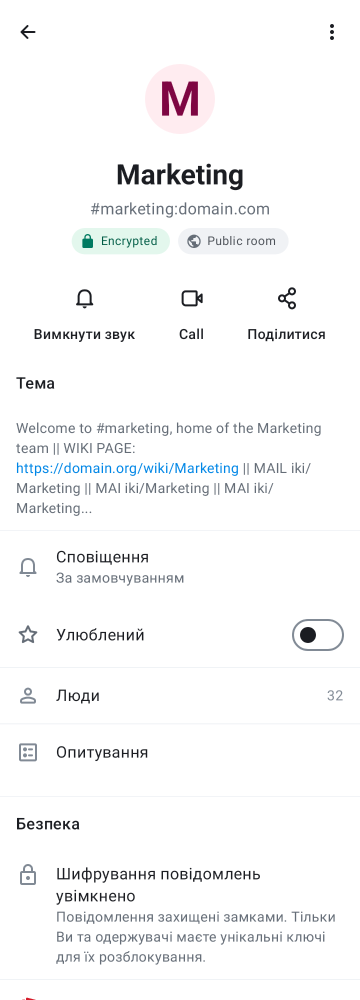 M
Marketing
#marketing:domain.com
Encrypted
Public room
Вимкнути звук
Call
Поділитися
Тема
Welcome to #marketing, home of the Marketing
team || WIKI PAGE:
https://domain.org/wiki/Marketing || MAIL iki/
Marketing || MAI iki/Marketing || MAI iki/
Marketing...
Сповіщення
За замовчуванням
Улюблений
Люди
32
Опитування
Безпека
Шифрування повідомлень
увімкнено
Повідомлення захищені замками. Тільки
Ви та одержувачі маєте унікальні ключі
для їх розблокування.